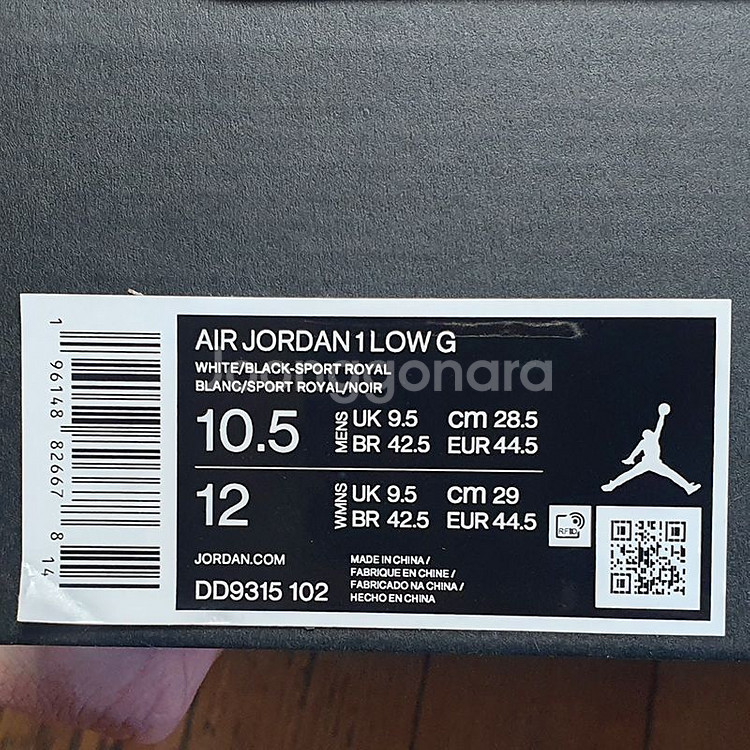 1 96148 82667 8 14
AIR JORDAN 1 LOW G
WHITE/BLACK-SPORT ROYAL
BLANC/SPORT ROYAL/NOIR
Joonggonara
10.5 MENS UK 9.5 cm 28.5
BR 42.5 EUR 44.5
12 WMNS UK 9.5 cm 29
BR 42.5 EUR 44.5
RFID
JORDAN.COM
DD9315 102
MADE IN CHINA /
FABRIQUE EN CHINE /
FABRICADO NA CHINA /
HECHO EN CHINA